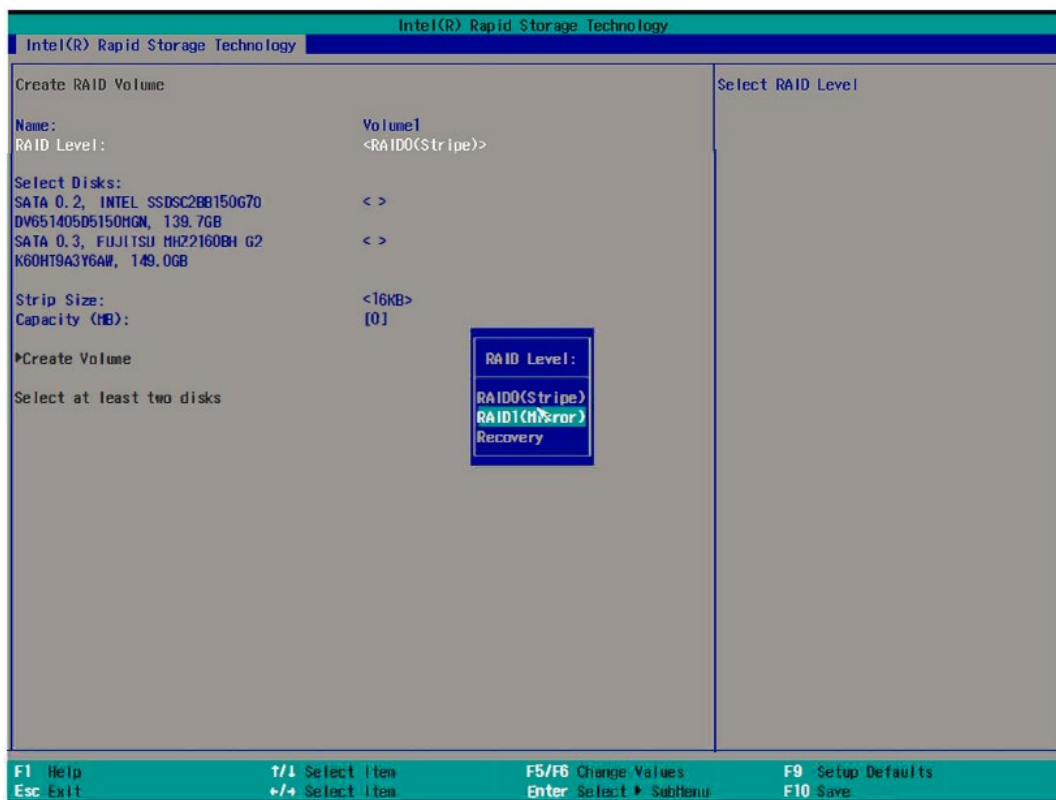 Intel(R) Rapid Storage Technology
Intel(R) Rapid Storage Technology
Create RAID Volume
Select RAID Level
Name: Volume1
RAID Level: <RAID0(Stripe)>
Select Disks:
SATA 0.2, INTEL SSDSC2BB150G70 < >
DV651405D5150MGN, 139.7GB
SATA 0.3, FUJITSU MHZ2160BH G2 < >
K60HT9A3Y6AW, 149.0GB
Strip Size: <16KB>
Capacity (MB): [0]
▶Create Volume
Select at least two disks
RAID Level:
RAID0(Stripe)
RAID1(Mirror)
Recovery
F1 Help ↑/↓ Select Item F5/F6 Change Values F9 Setup Defaults
Esc Exit ←/→ Select Item Enter Select ▶ SubMenu F10 Save